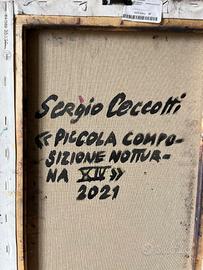 Sergio Ceccotti
« PICCOLA COMPO-
SIZIONE NOTTUR-
NA XIV»
2021